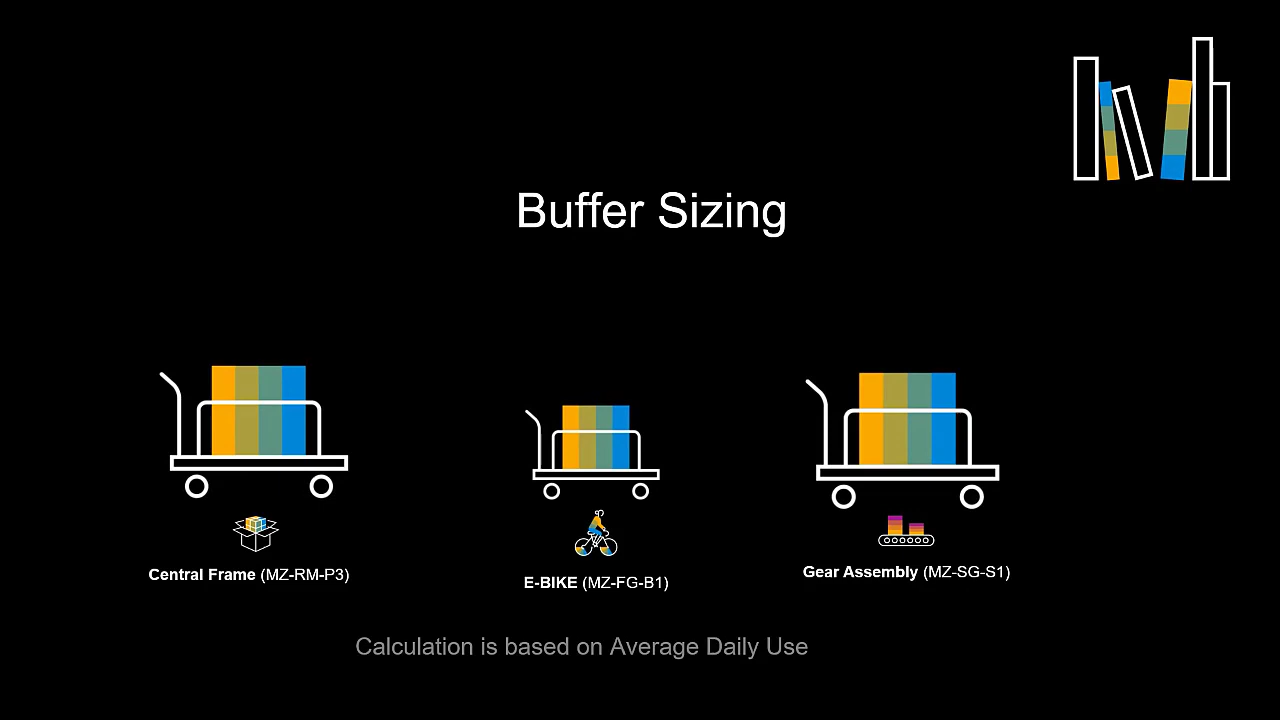 Buffer Sizing
Central Frame (MZ-RM-P3)
E-BIKE (MZ-FG-B1)
Gear Assembly (MZ-SG-S1)
Calculation is based on Average Daily Use